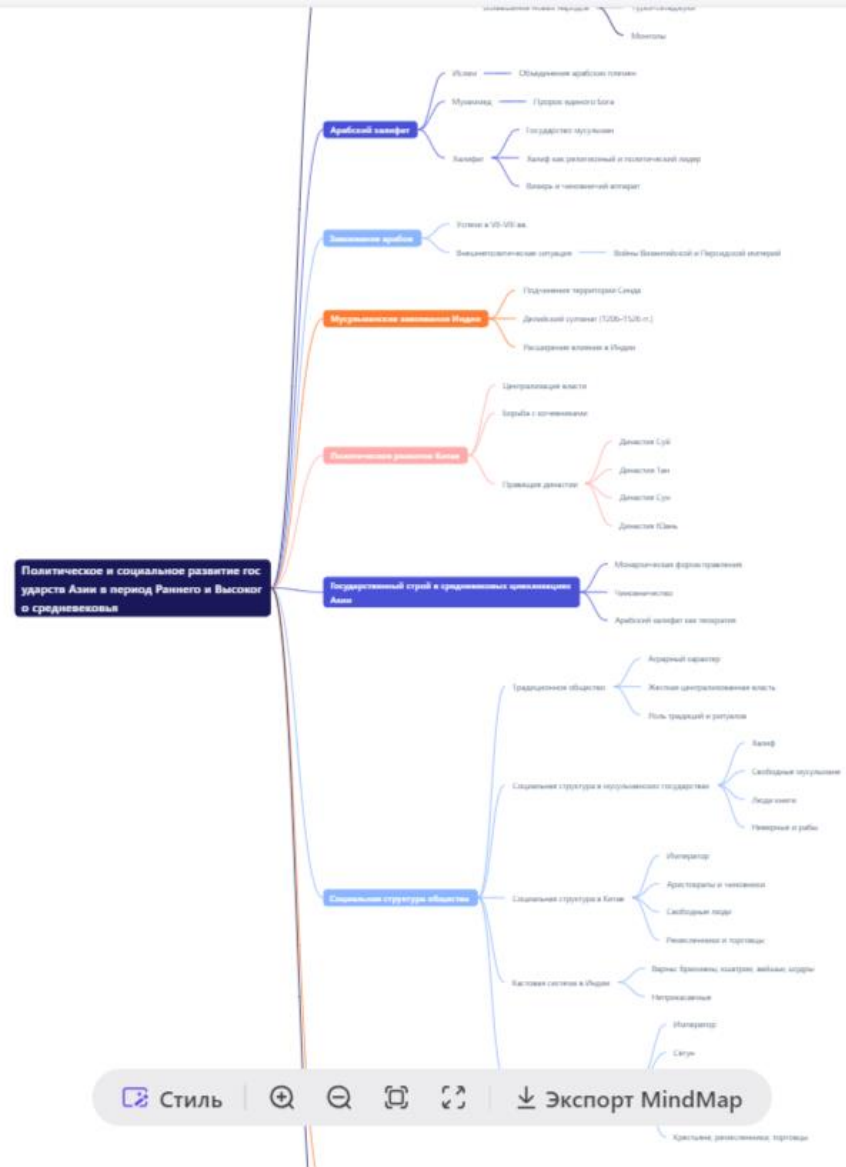 Монголы
Ислам
Объединение арабских племен
Мухаммед
Пророк единого Бога
Арабский халифат
Государство мусульман
Халифат
Халиф как религиозный и политический лидер
Визирь и чиновничий аппарат
Успехи в VII-VIII вв.
Завоевания арабов
Внешнеполитическая ситуация
Войны Византийской и Персидской империй
Подчинение территории Синда
Мусульманские завоевания Индии
Делийский султанат (1206-1526 гг.)
Расширение влияния в Индии
Централизация власти
Борьба с кочевниками
Династия Суй
Политическое развитие Китая
Династия Тан
Правящие династии
Династия Сун
Династия Юань
Политическое и социальное развитие гос
ударств Азии в период Раннего и Высоког
о средневековья
Монархическая форма правления
Государственный строй в средневековых цивилизациях
Азии
Чиновничество
Арабский халифат как теократия
Аграрный характер
Традиционное общество
Жесткая централизованная власть
Роль традиций и ритуалов
Халиф
Свободные мусульмане
Социальная структура в мусульманских государствах
Люди книги
Неверные и рабы
Император
Аристократы и чиновники
Социальная структура общества
Социальная структура в Китае
Свободные люди
Ремесленники и торговцы
Варны: брахманы, кшатрии, вайшьи, шудры
Кастовая система в Индии
Неприкасаемые
Император
Сегун
Стиль
Экспорт MindMap
Крестьяне, ремесленники, торговцы